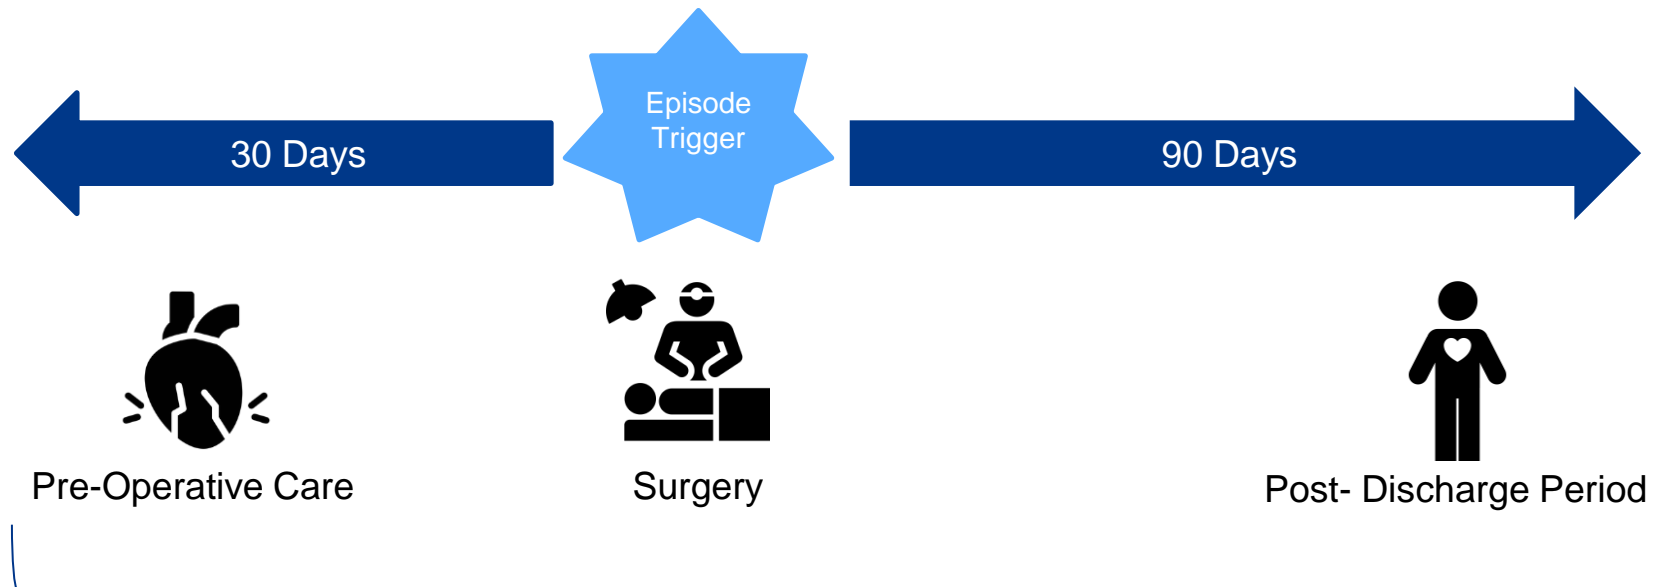 Episode
Trigger
30 Days
90 Days
Pre-Operative Care
Surgery
Post- Discharge Period